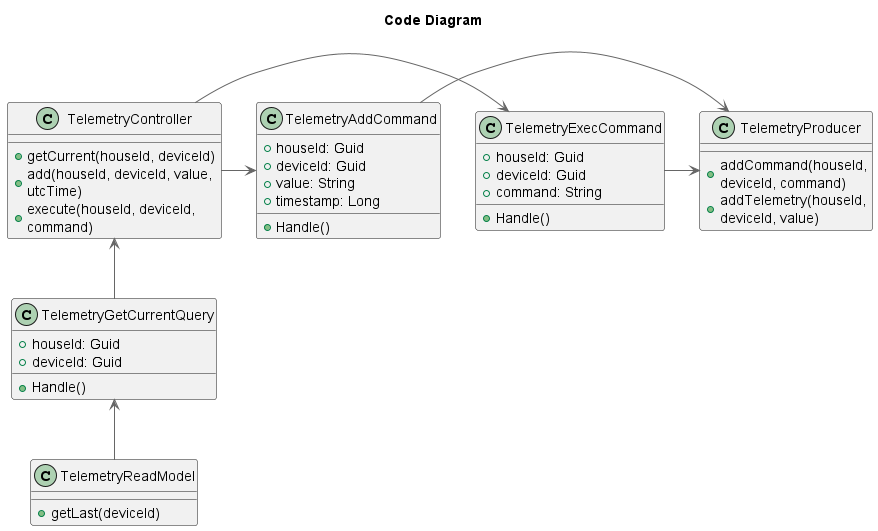 Code Diagram
C TelemetryController
getCurrent(houseId, deviceId)
add(houseId, deviceId, value,
utcTime)
execute(houseId, deviceId,
command)
C TelemetryAddCommand
houseId: Guid
deviceId: Guid
value: String
timestamp: Long
Handle()
C TelemetryExecCommand
houseId: Guid
deviceId: Guid
command: String
Handle()
C TelemetryProducer
addCommand(houseId,
deviceId, command)
addTelemetry(houseId,
deviceId, value)
C TelemetryGetCurrentQuery
houseId: Guid
deviceId: Guid
Handle()
C TelemetryReadModel
getLast(deviceId)